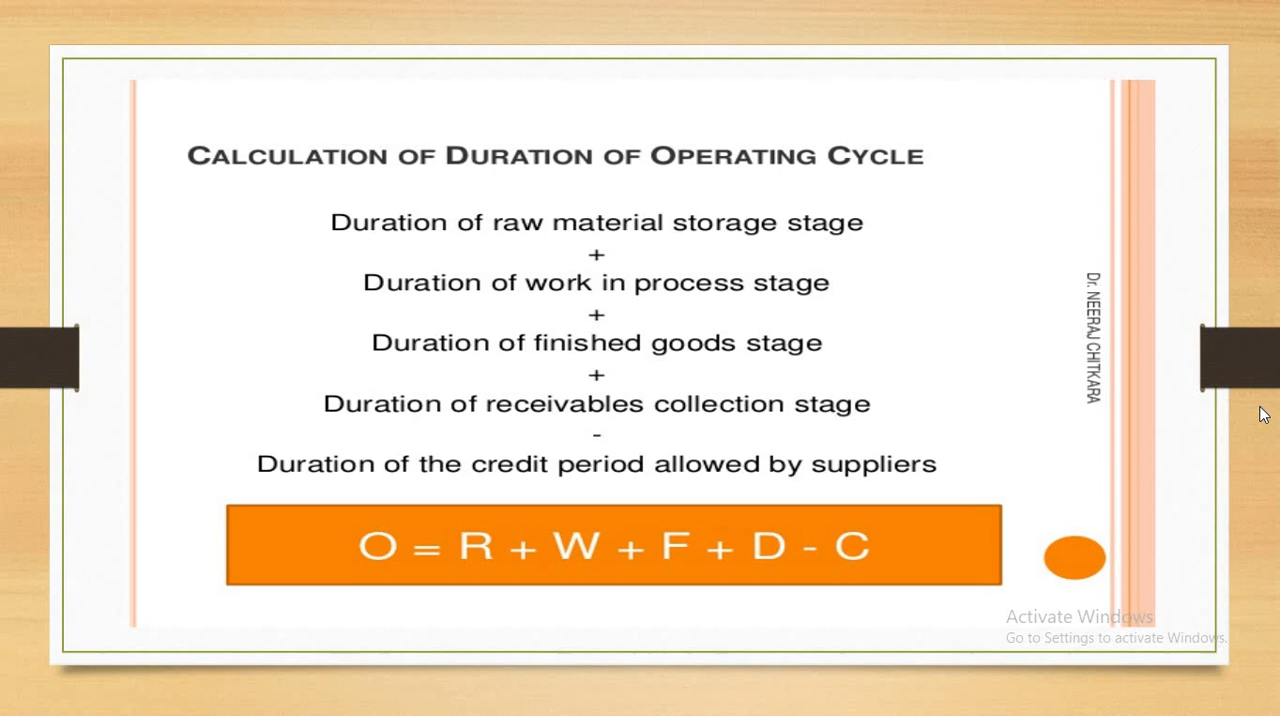 CALCULATION OF DURATION OF OPERATING CYCLE
Duration of raw material storage stage
+
Duration of work in process stage
+
Duration of finished goods stage
+
Duration of receivables collection stage
-
Duration of the credit period allowed by suppliers
O = R + W + F + D - C
Dr. NEERAJ CHITKARA
Activate Windows
Go to Settings to activate Windows.